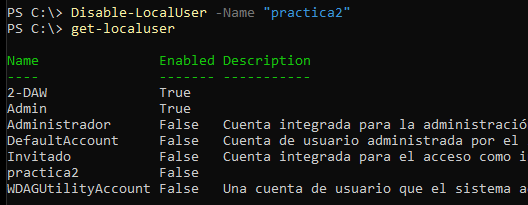 PS C:\> Disable-LocalUser -Name "practica2"
PS C:\> get-localuser
Name Enabled Description
---- ------- -----------
2-DAW True
Admin True
Administrador False Cuenta integrada para la administració
DefaultAccount False Cuenta de usuario administrada por el
Invitado False Cuenta integrada para el acceso como i
practica2 False
WDAGUtilityAccount False Una cuenta de usuario que el sistema a